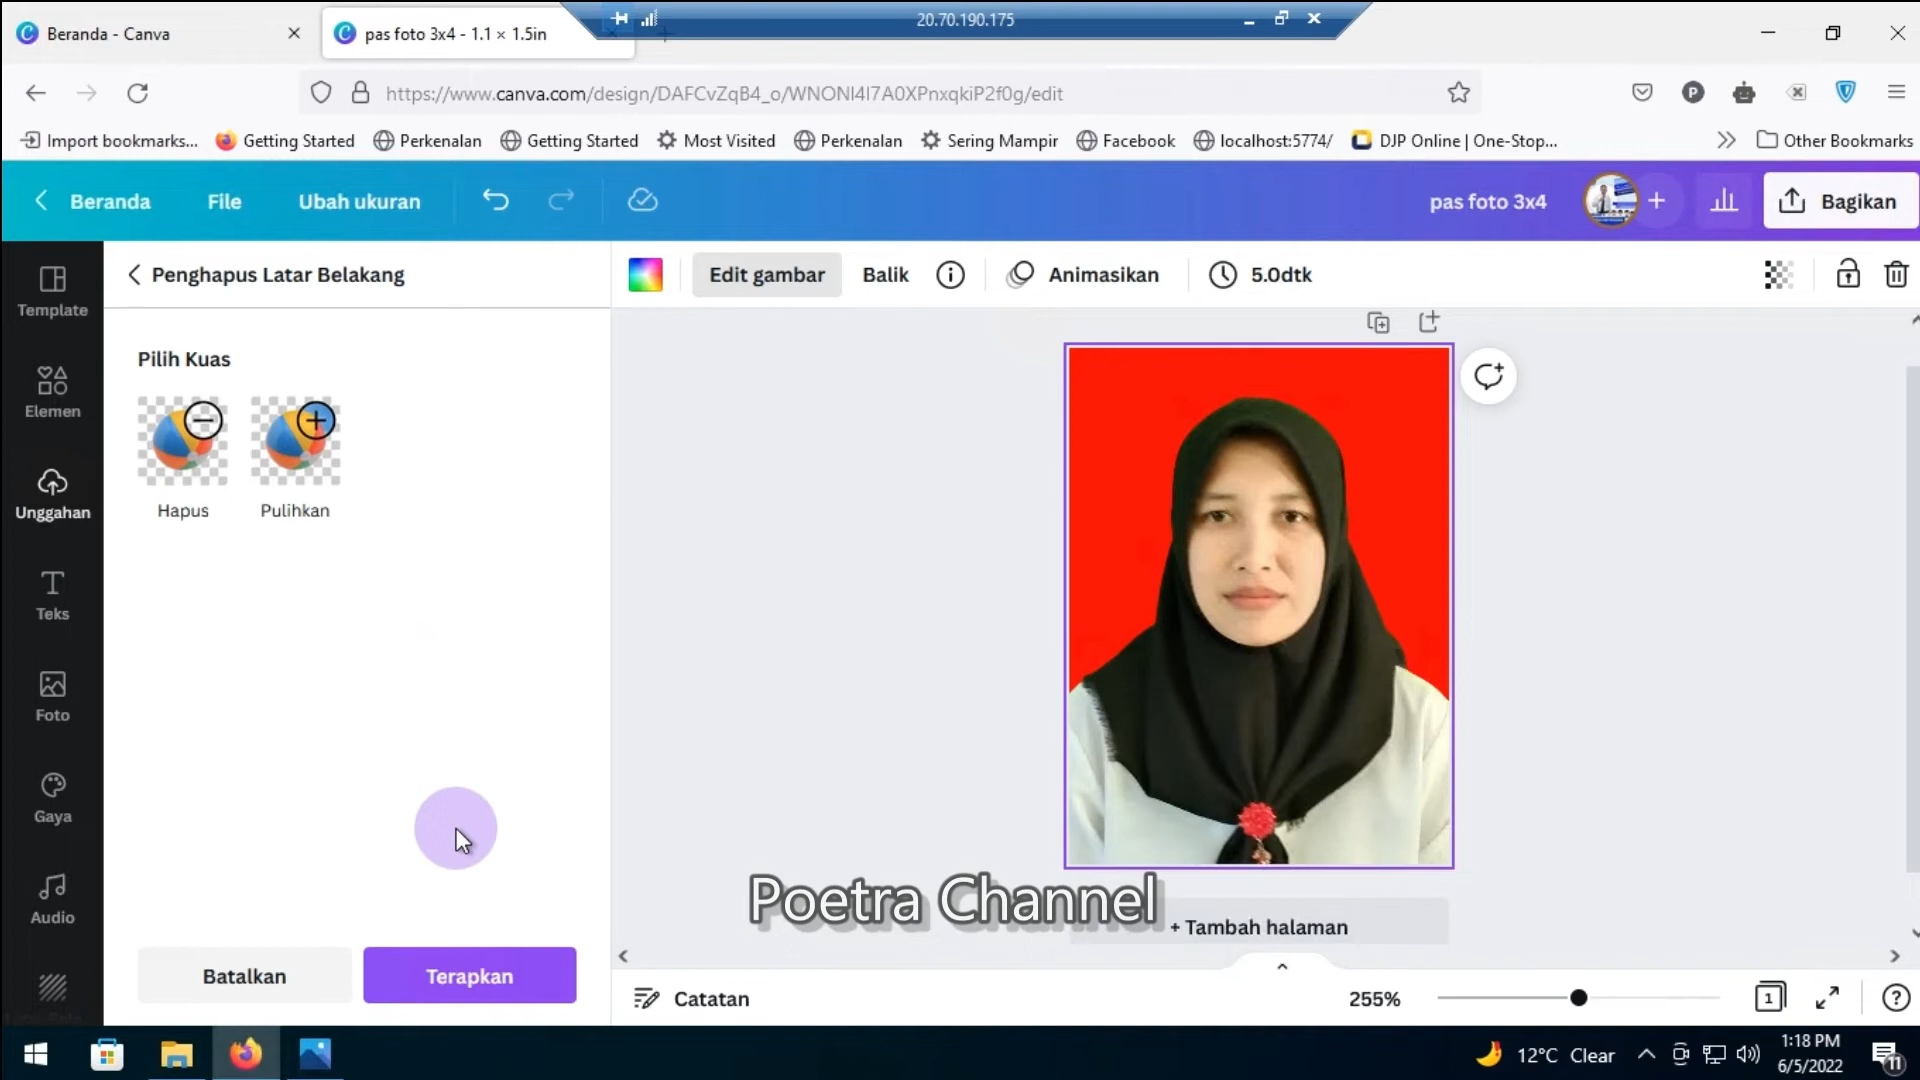 Beranda - Canva
pas foto 3x4 - 1.1 × 1.5in
20.70.190.175
https://www.canva.com/design/DAFCvZqB4_o/WNONI4I7A0XPnxqkiP2f0g/edit
Import bookmarks...
Getting Started
Perkenalan
Getting Started
Most Visited
Perkenalan
Sering Mampir
Facebook
localhost:5774/
DJP Online | One-Stop...
Other Bookmarks
Beranda
File
Ubah ukuran
pas foto 3x4
Bagikan
Template
Elemen
Unggahan
Teks
Foto
Gaya
Audio
Penghapus Latar Belakang
Pilih Kuas
Hapus
Pulihkan
Batalkan
Terapkan
Edit gambar
Balik
Animasikan
5.0dtk
Poetra Channel
+ Tambah halaman
Catatan
255%
1
12°C Clear
1:18 PM
6/5/2022
11